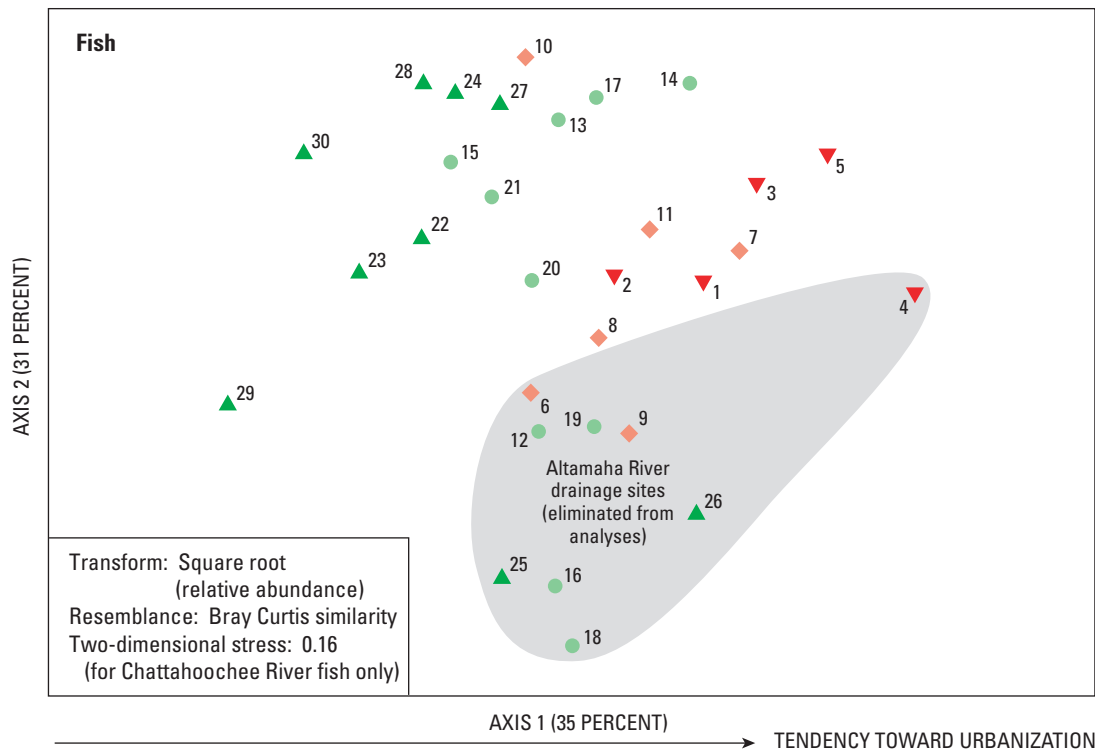 Fish
10
28
24
27
17
14
13
30
15
5
3
21
11
22
7
23
20
2
1
4
8
29
6
19
9
12
Altamaha River
drainage sites
(eliminated from
analyses)
26
25
16
18
AXIS 2 (31 PERCENT)
Transform: Square root
(relative abundance)
Resemblance: Bray Curtis similarity
Two-dimensional stress: 0.16
(for Chattahoochee River fish only)
AXIS 1 (35 PERCENT)
TENDENCY TOWARD URBANIZATION